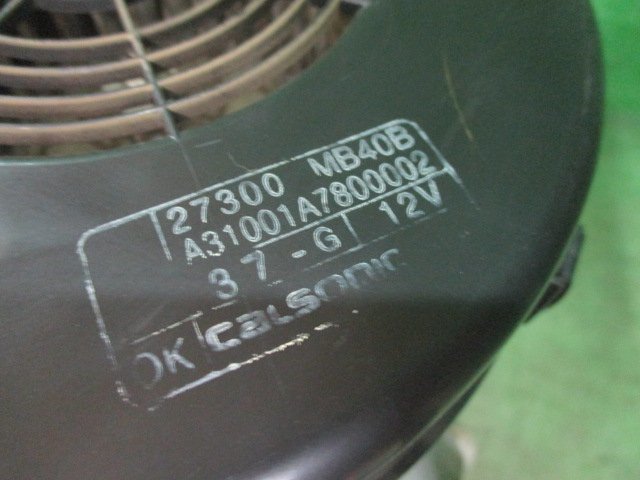 27300 MB40B
A31001A7800002
37-G 12V
OK calsonic